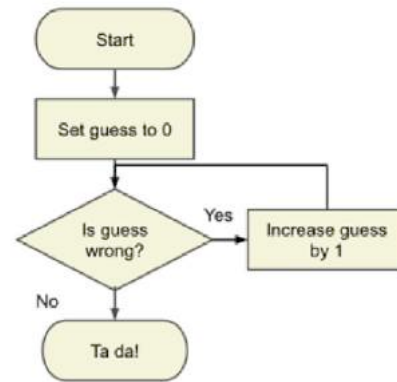 Start
Set guess to 0
Is guess
wrong?
Yes
Increase guess
by 1
No
Ta da!